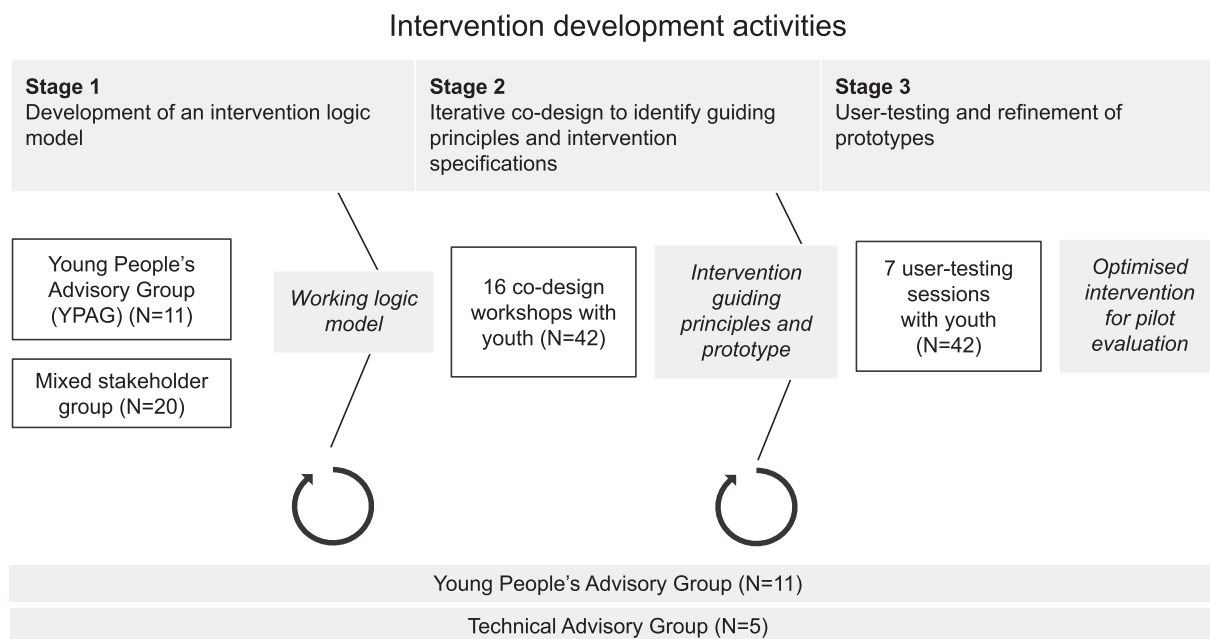 Intervention development activities
Stage 1
Development of an intervention logic
model
Stage 2
Iterative co-design to identify guiding
principles and intervention
specifications
Stage 3
User-testing and refinement of
prototypes
Young People’s
Advisory Group
(YPAG) (N=11)
Mixed stakeholder
group (N=20)
Working logic
model
16 co-design
workshops with
youth (N=42)
Intervention
guiding
principles and
prototype
7 user-testing
sessions
with youth
(N=42)
Optimised
intervention
for pilot
evaluation
Young People’s Advisory Group (N=11)
Technical Advisory Group (N=5)